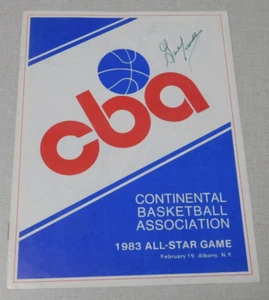 cba
CONTINENTAL
BASKETBALL
ASSOCIATION
1983 ALL-STAR GAME
February 19, Albany, N.Y.